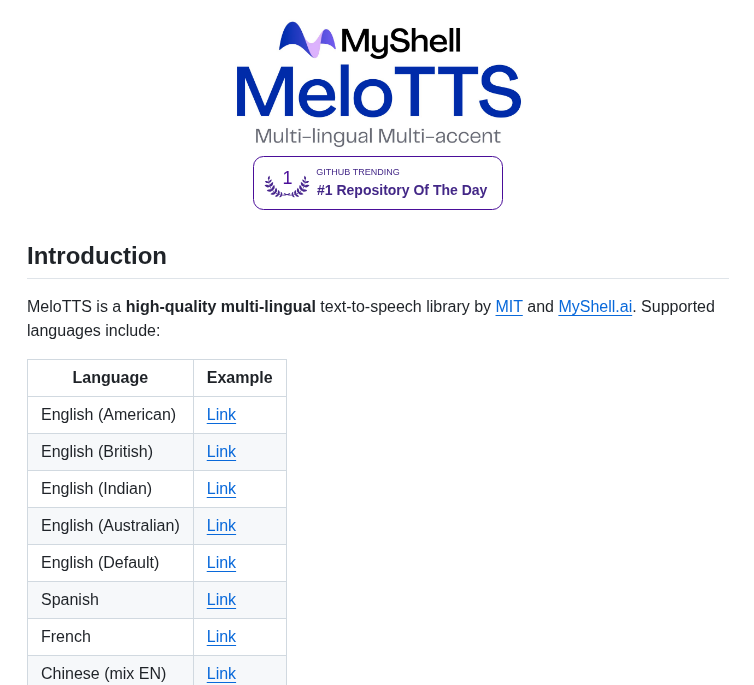 MyShell
MeloTTS
Multi-lingual Multi-accent
1
GITHUB TRENDING
#1 Repository Of The Day
Introduction
MeloTTS is a high-quality multi-lingual text-to-speech library by MIT and MyShell.ai. Supported
languages include:
Language Example
English (American) Link
English (British) Link
English (Indian) Link
English (Australian) Link
English (Default) Link
Spanish Link
French Link
Chinese (mix EN) Link